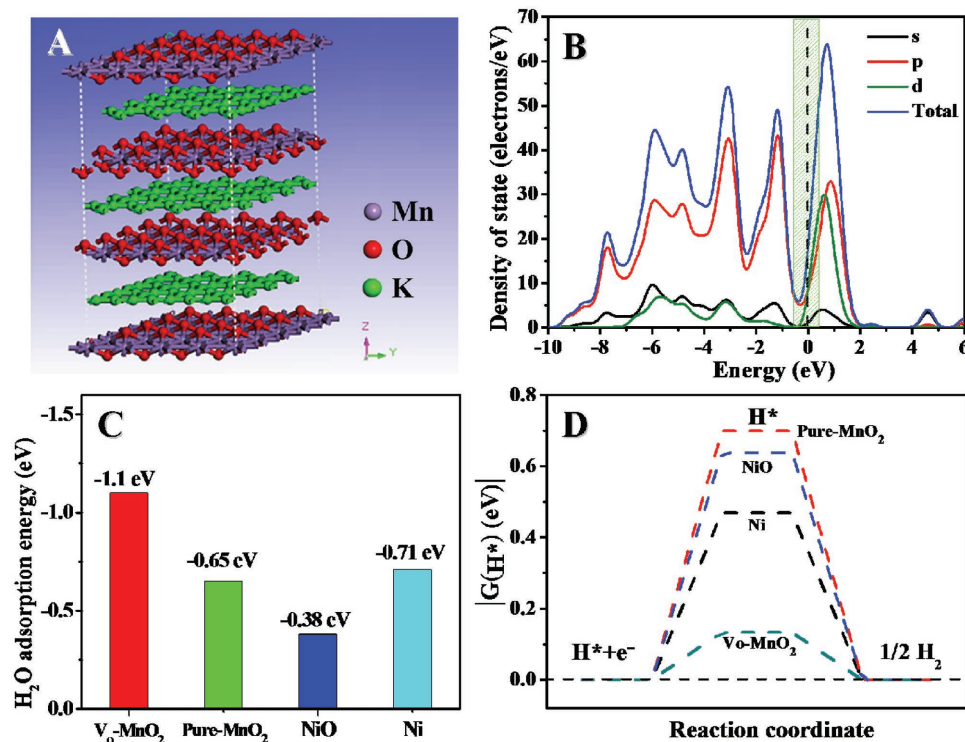 A
Mn
O
K
Z
Y
B
Density of state (electrons/eV)
70
60
50
40
30
20
10
0
s
p
d
Total
-10
-8
-6
-4
-2
0
2
4
6
Energy (eV)
C
H₂O adsorption energy (eV)
-1.5
-1.0
-0.5
0.0
-1.1 eV
-0.65 eV
-0.38 eV
-0.71 eV
V₀-MnO₂
Pure-MnO₂
NiO
Ni
D
|G(H*) (eV)|
0.8
0.6
0.4
0.2
0.0
H*
Pure-MnO₂
NiO
Ni
Vo-MnO₂
H*+e⁻
1/2 H₂
Reaction coordinate